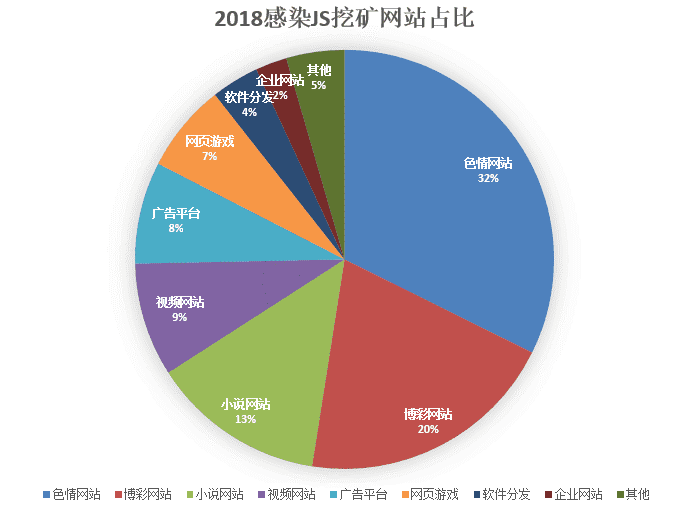 2018感染JS挖矿网站占比
其他
5%
企业网站
2%
软件分发
4%
网页游戏
7%
色情网站
32%
广告平台
8%
视频网站
9%
小说网站
13%
博彩网站
20%
色情网站 博彩网站 小说网站 视频网站 广告平台 网页游戏 软件分发 企业网站 其他